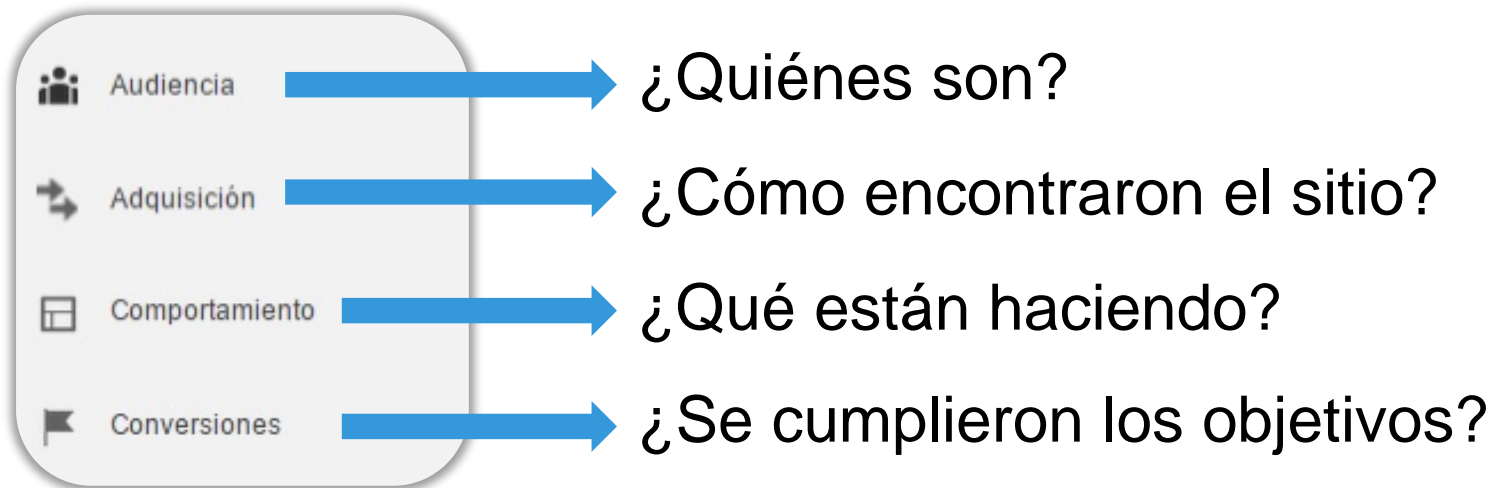 Audiencia ¿Quiénes son?
Adquisición ¿Cómo encontraron el sitio?
Comportamiento ¿Qué están haciendo?
Conversiones ¿Se cumplieron los objetivos?